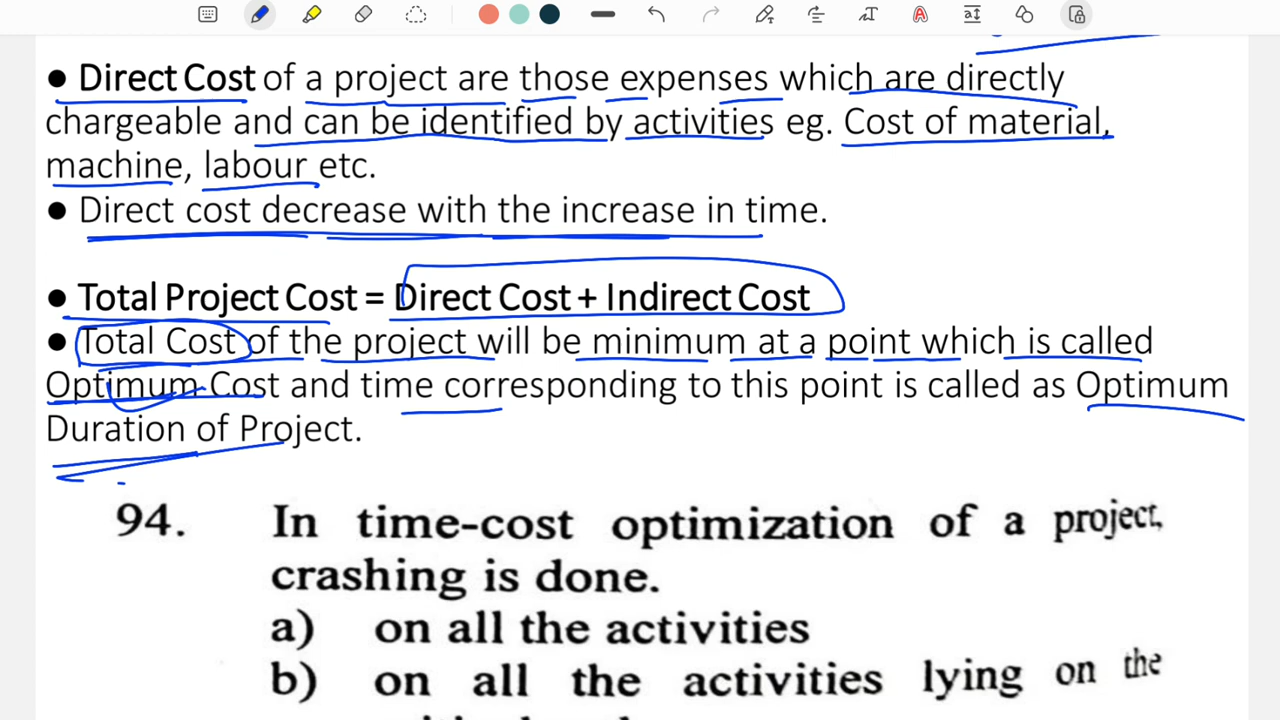 ● Direct Cost of a project are those expenses which are directly
chargeable and can be identified by activities eg. Cost of material,
machine, labour etc.
● Direct cost decrease with the increase in time.
● Total Project Cost = Direct Cost + Indirect Cost
● Total Cost of the project will be minimum at a point which is called
Optimum Cost and time corresponding to this point is called as Optimum
Duration of Project.
94. In time-cost optimization of a project,
crashing is done.
a) on all the activities
b) on all the activities lying on the